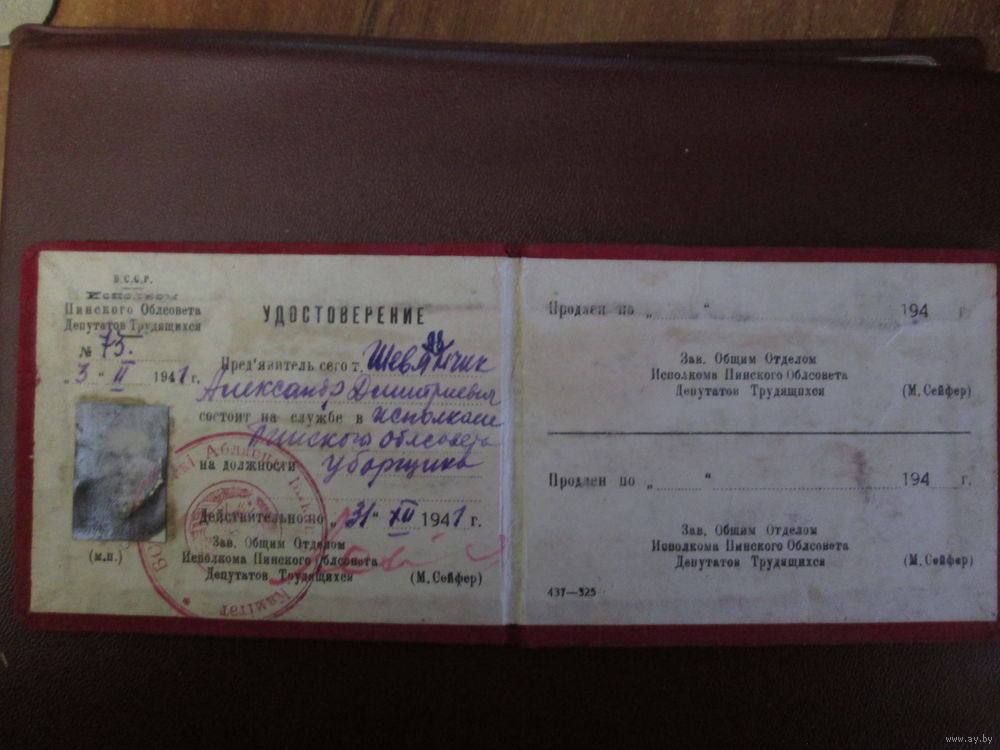 Б.С.С.Р.
Исполком
Пинского Облсовета
Депутатов Трудящихся
№ 75.
„3“ II 1941 г.
УДОСТОВЕРЕНИЕ
Пред'явитель сего т.
Александр Дмитриевич
состоит на службе в исполкоме
Пинского облсовета
на должности уборщика
Действительно по „31“ XII 1941 г.
Зав. Общим Отделом
Исполкома Пинского Облсовета
Депутатов Трудящихся (М. Сейфер)
(м.п.)
Продлен по „ “ 194 г.
Зав. Общим Отделом
Исполкома Пинского Облсовета
Депутатов Трудящихся (М. Сейфер)
Продлен по „ “ 194 г.
Зав. Общим Отделом
Исполкома Пинского Облсовета
Депутатов Трудящихся (М. Сейфер)
437—325
www.ay.by